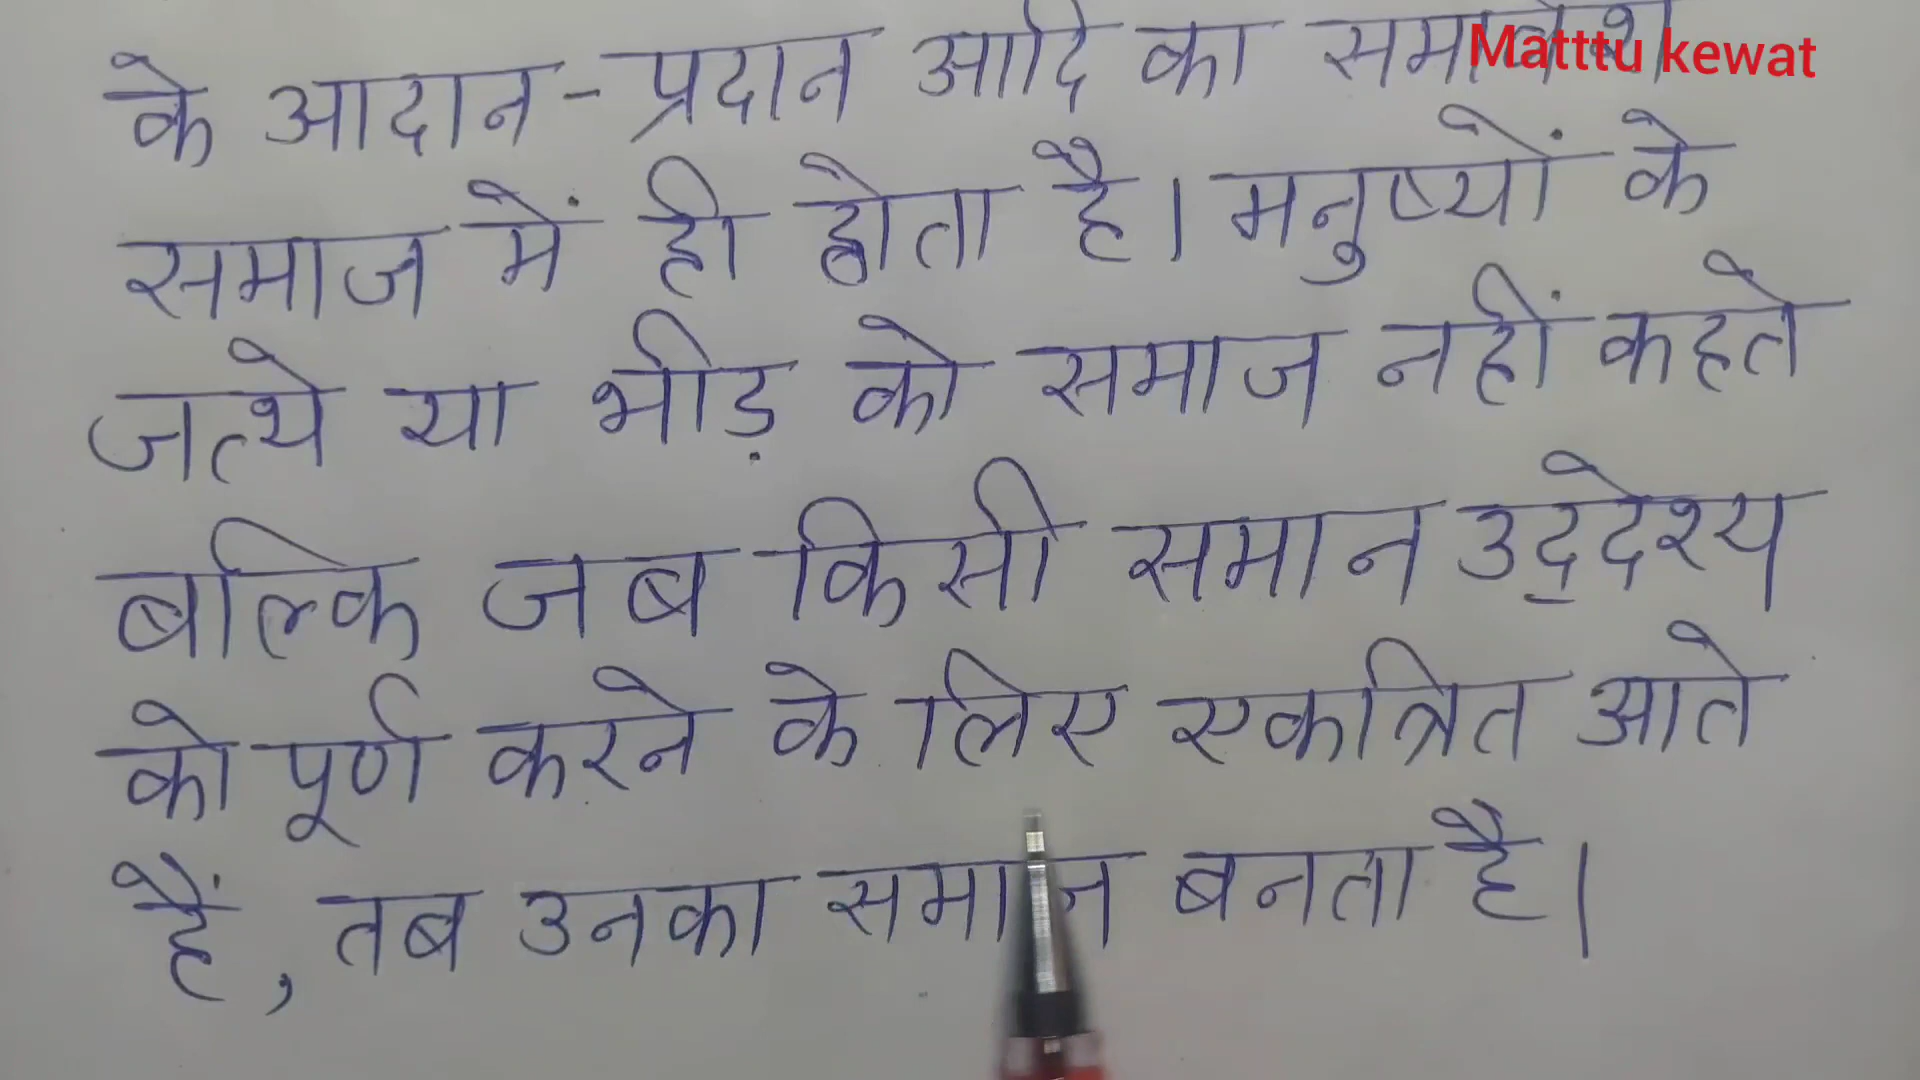 Matttu kewat
के आदान-प्रदान आदि का समावेश
समाज में ही होता है। मनुष्यों के
जत्थे या भीड़ को समाज नहीं कहते
बल्कि जब किसी समान उद्देश्य
को पूर्ण करने के लिए एकत्रित आते
हैं, तब उनका समाज बनता है।